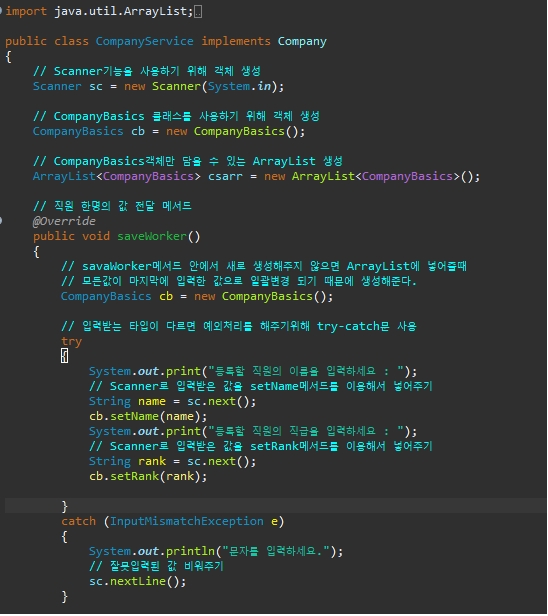 import java.util.ArrayList;
public class CompanyService implements Company
{
// Scanner기능을 사용하기 위해 객체 생성
Scanner sc = new Scanner(System.in);
// CompanyBasics 클래스를 사용하기 위해 객체 생성
CompanyBasics cb = new CompanyBasics();
// CompanyBasics객체만 담을 수 있는 ArrayList 생성
ArrayList<CompanyBasics> csarr = new ArrayList<CompanyBasics>();
// 직원 한명의 값 전달 메서드
@Override
public void saveWorker()
{
// savaWorker메서드 안에서 새로 생성해주지 않으면 ArrayList에 넣어줄때
// 모든값이 마지막에 입력한 값으로 일괄변경 되기 때문에 생성해준다.
CompanyBasics cb = new CompanyBasics();
// 입력받는 타입이 다르면 예외처리를 해주기위해 try-catch문 사용
try
{
System.out.print("등록할 직원의 이름을 입력하세요 : ");
// Scanner로 입력받은 값을 setName메서드를 이용해서 넣어주기
String name = sc.next();
cb.setName(name);
System.out.print("등록할 직원의 직급을 입력하세요 : ");
// Scanner로 입력받은 값을 setRank메서드를 이용해서 넣어주기
String rank = sc.next();
cb.setRank(rank);
}
catch (InputMismatchException e)
{
System.out.println("문자를 입력하세요.");
// 잘못입력된 값 비워주기
sc.nextLine();
}